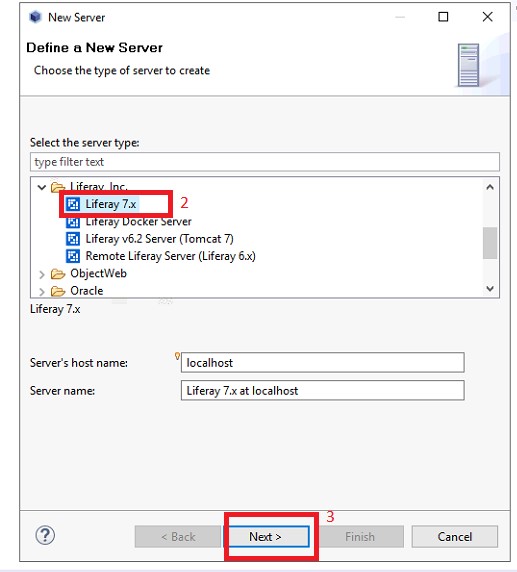 New Server
Define a New Server
Choose the type of server to create
Select the server type:
type filter text
Liferay, Inc.
Liferay 7.x 2
Liferay Docker Server
Liferay v6.2 Server (Tomcat 7)
Remote Liferay Server (Liferay 6.x)
ObjectWeb
Oracle
Liferay 7.x
Server's host name: localhost
Server name: Liferay 7.x at localhost
3
? < Back Next > Finish Cancel